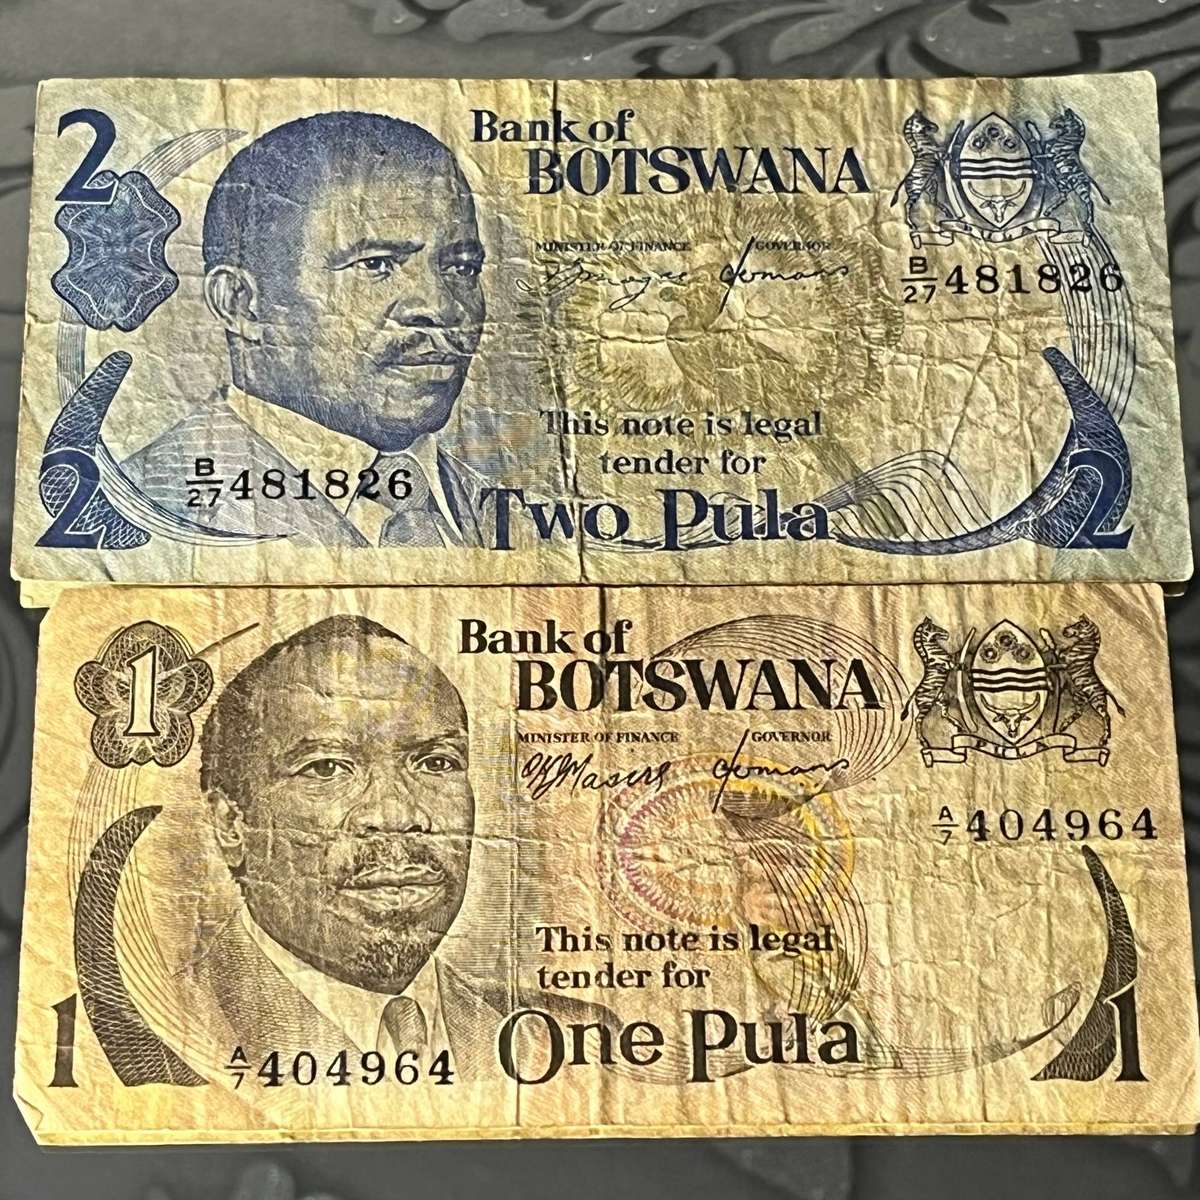 2
Bank of
BOTSWANA
MINISTER OF FINANCE GOVERNOR
PULA
B/27 481826
This note is legal
tender for
B/27 481826
Two Pula
2
2
1
Bank of
BOTSWANA
MINISTER OF FINANCE GOVERNOR
PULA
A/7 404964
This note is legal
tender for
One Pula
A/7 404964
1
1